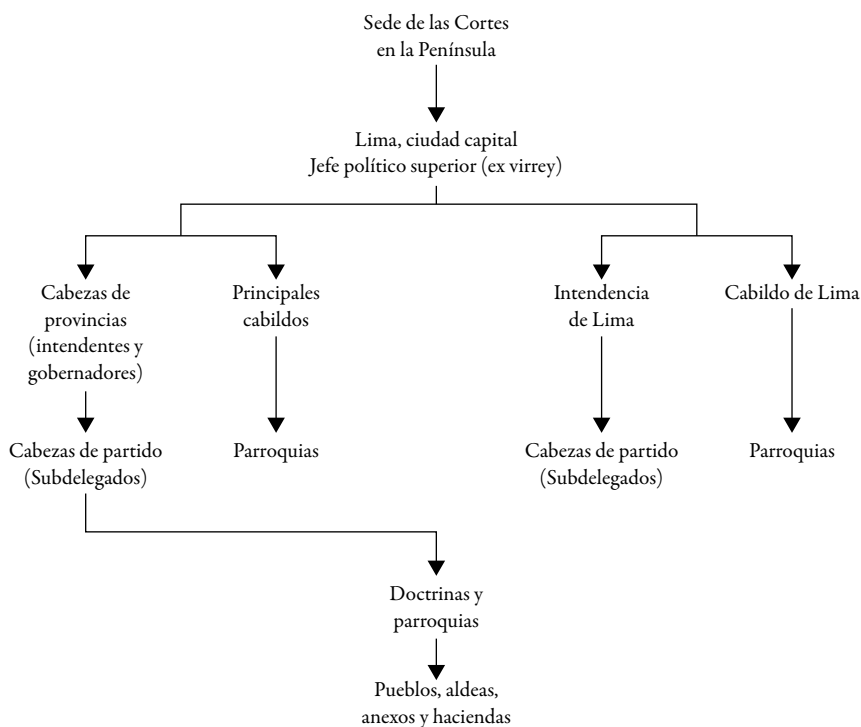 Sede de las Cortes
en la Península
Lima, ciudad capital
Jefe político superior (ex virrey)
Cabezas de
provincias
(intendentes y
gobernadores)
Principales
cabildos
Intendencia
de Lima
Cabildo de Lima
Cabezas de partido
(Subdelegados)
Parroquias
Cabezas de partido
(Subdelegados)
Parroquias
Doctrinas y
parroquias
Pueblos, aldeas,
anexos y haciendas